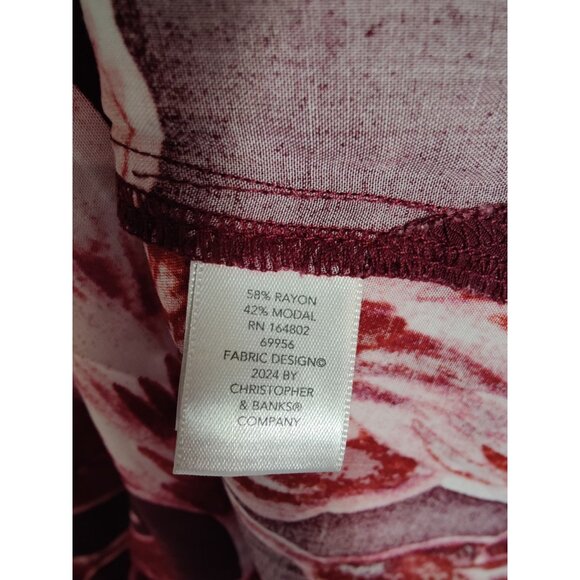 58% RAYON
42% MODAL
RN 164802
69956
FABRIC DESIGN©
2024 BY
CHRISTOPHER
& BANKS®
COMPANY